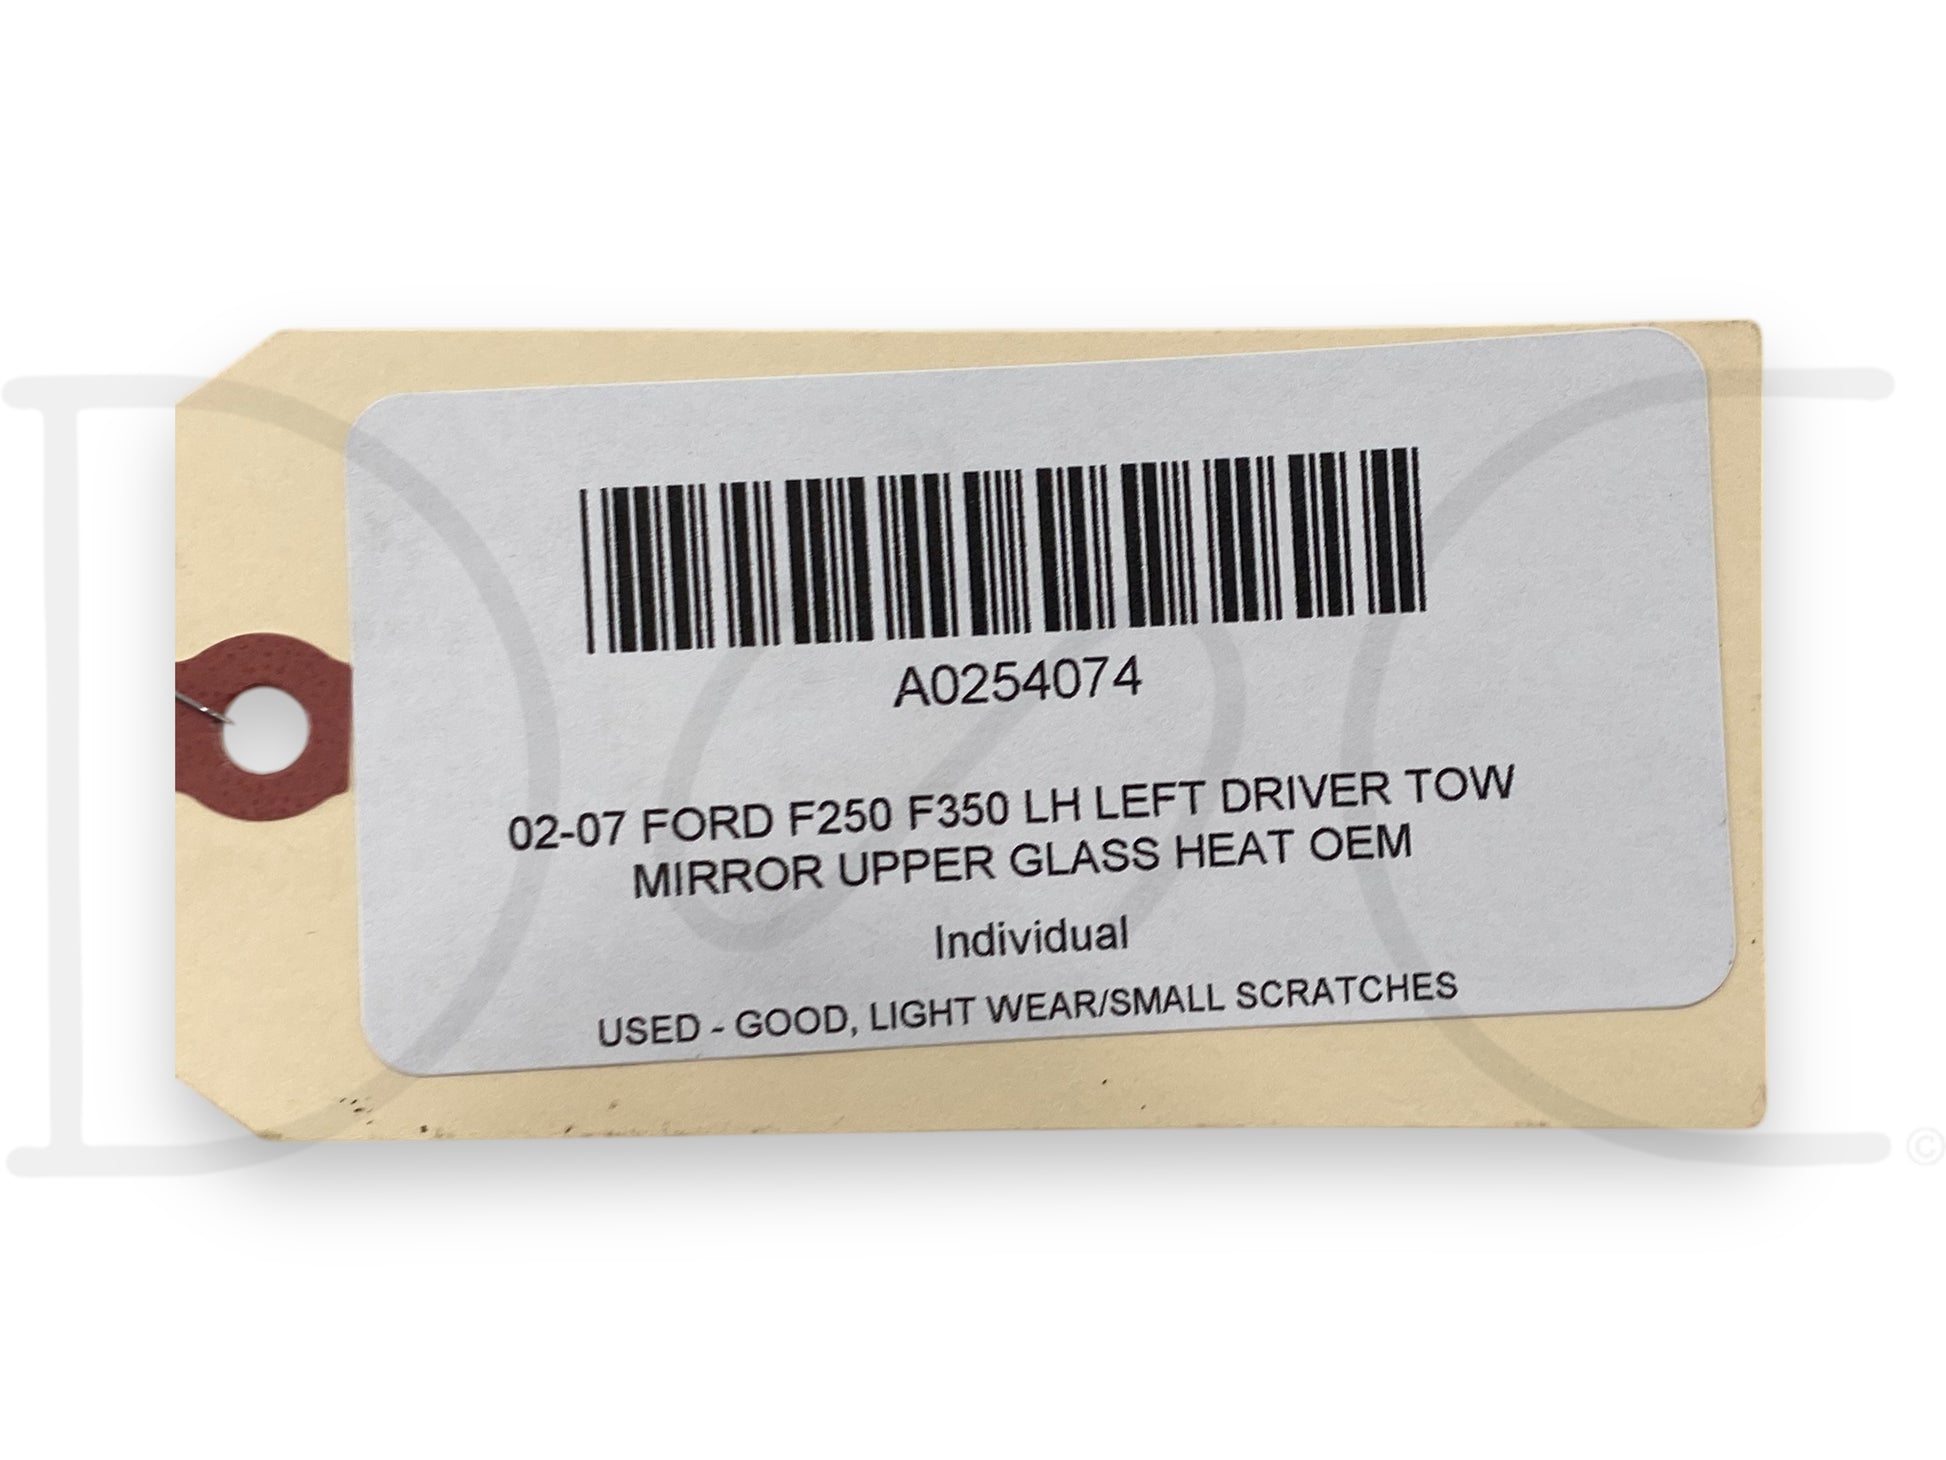 A0254074
02-07 FORD F250 F350 LH LEFT DRIVER TOW
MIRROR UPPER GLASS HEAT OEM
Individual
USED - GOOD, LIGHT WEAR/SMALL SCRATCHES
D C
©